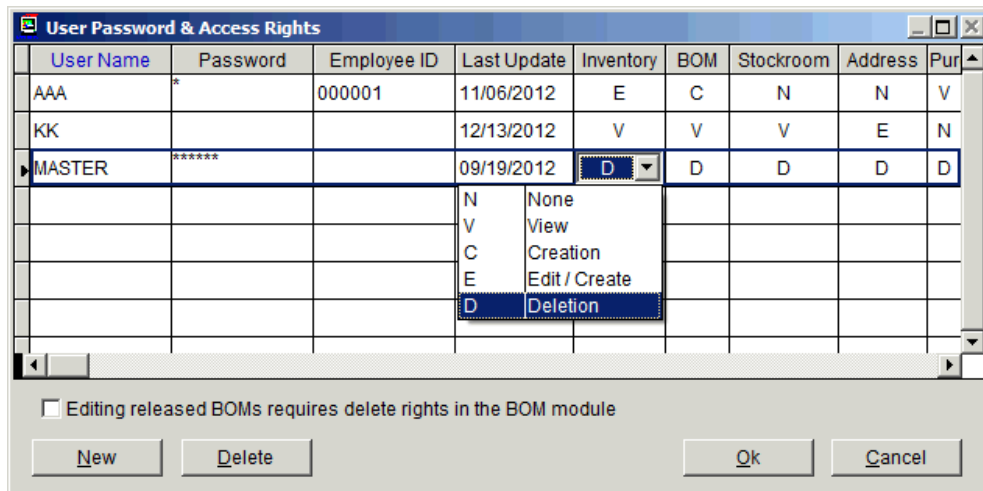 User Password & Access Rights
User Name Password Employee ID Last Update Inventory BOM Stockroom Address Pur
AAA * 000001 11/06/2012 E C N N V
KK 12/13/2012 V V V E N
MASTER ****** 09/19/2012 D D D D D
N None
V View
C Creation
E Edit / Create
D Deletion
Editing released BOMs requires delete rights in the BOM module
New Delete Ok Cancel